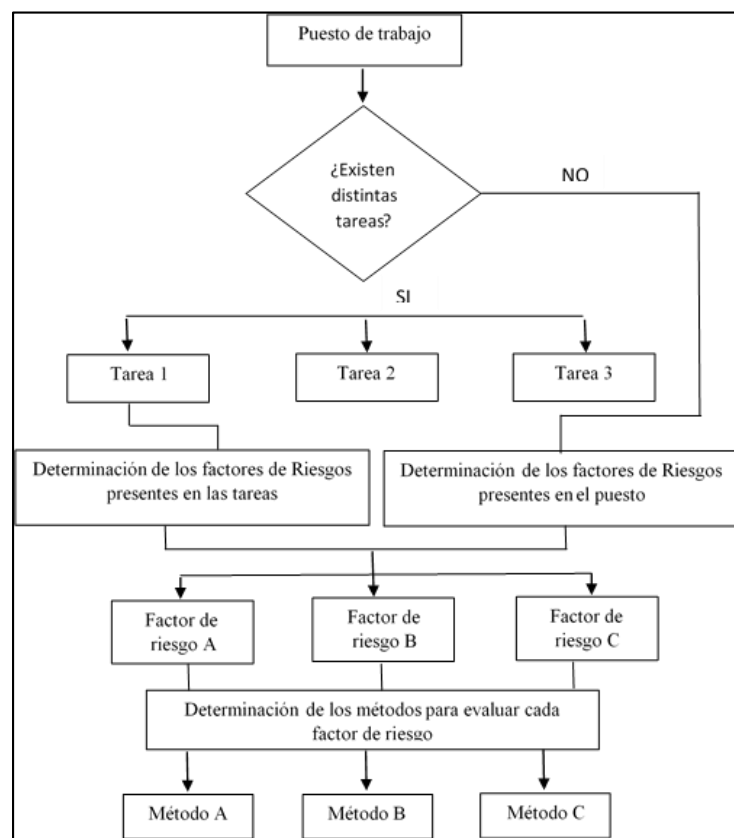 Puesto de trabajo
¿Existen
distintas
tareas?
NO
SI
Tarea 1
Tarea 2
Tarea 3
Determinación de los factores de Riesgos
presentes en las tareas
Determinación de los factores de Riesgos
presentes en el puesto
Factor de
riesgo A
Factor de
riesgo B
Factor de
riesgo C
Determinación de los métodos para evaluar cada
factor de riesgo
Método A
Método B
Método C